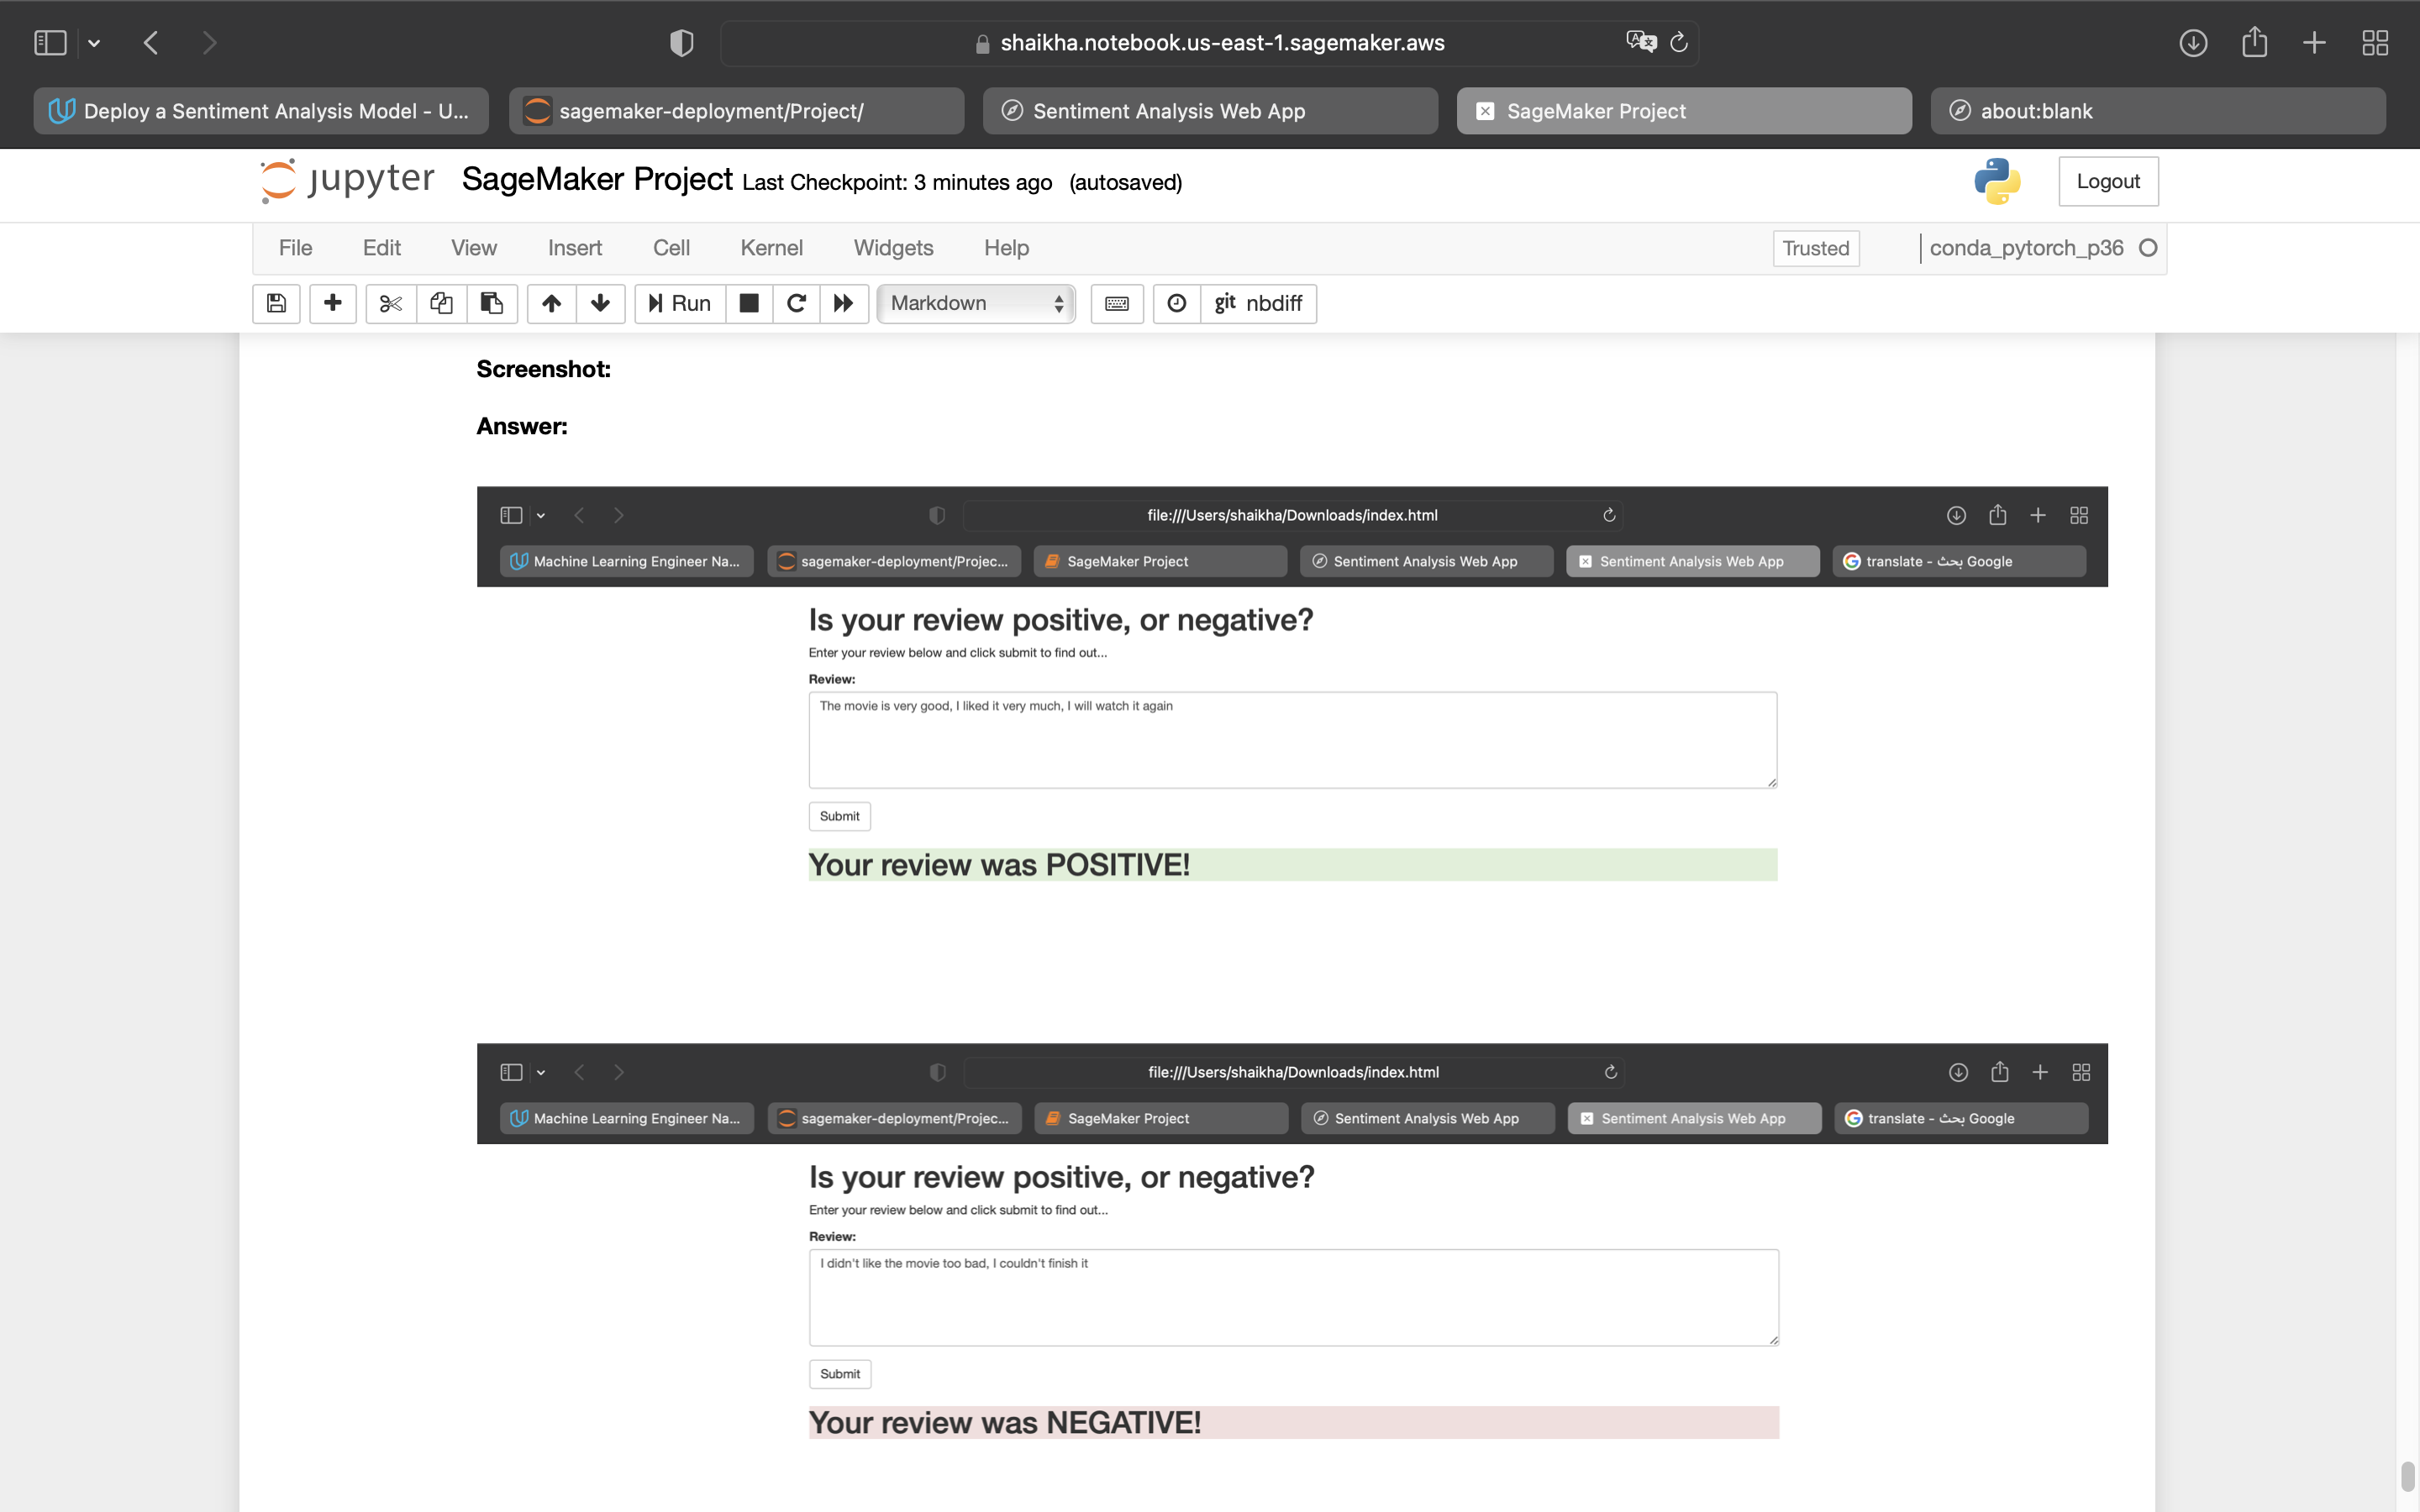 shaikha.notebook.us-east-1.sagemaker.aws
Deploy a Sentiment Analysis Model - U...
sagemaker-deployment/Project/
Sentiment Analysis Web App
SageMaker Project
about:blank
jupyter SageMaker Project Last Checkpoint: 3 minutes ago (autosaved)
Logout
File Edit View Insert Cell Kernel Widgets Help
Trusted
conda_pytorch_p36
Run
Markdown
git nbdiff
Screenshot:
Answer:
file:///Users/shaikha/Downloads/index.html
Machine Learning Engineer Na...
sagemaker-deployment/Projec...
SageMaker Project
Sentiment Analysis Web App
Sentiment Analysis Web App
translate - بحث Google
Is your review positive, or negative?
Enter your review below and click submit to find out...
Review:
The movie is very good, I liked it very much, I will watch it again
Submit
Your review was POSITIVE!
file:///Users/shaikha/Downloads/index.html
Machine Learning Engineer Na...
sagemaker-deployment/Projec...
SageMaker Project
Sentiment Analysis Web App
Sentiment Analysis Web App
translate - بحث Google
Is your review positive, or negative?
Enter your review below and click submit to find out...
Review:
I didn't like the movie too bad, I couldn't finish it
Submit
Your review was NEGATIVE!